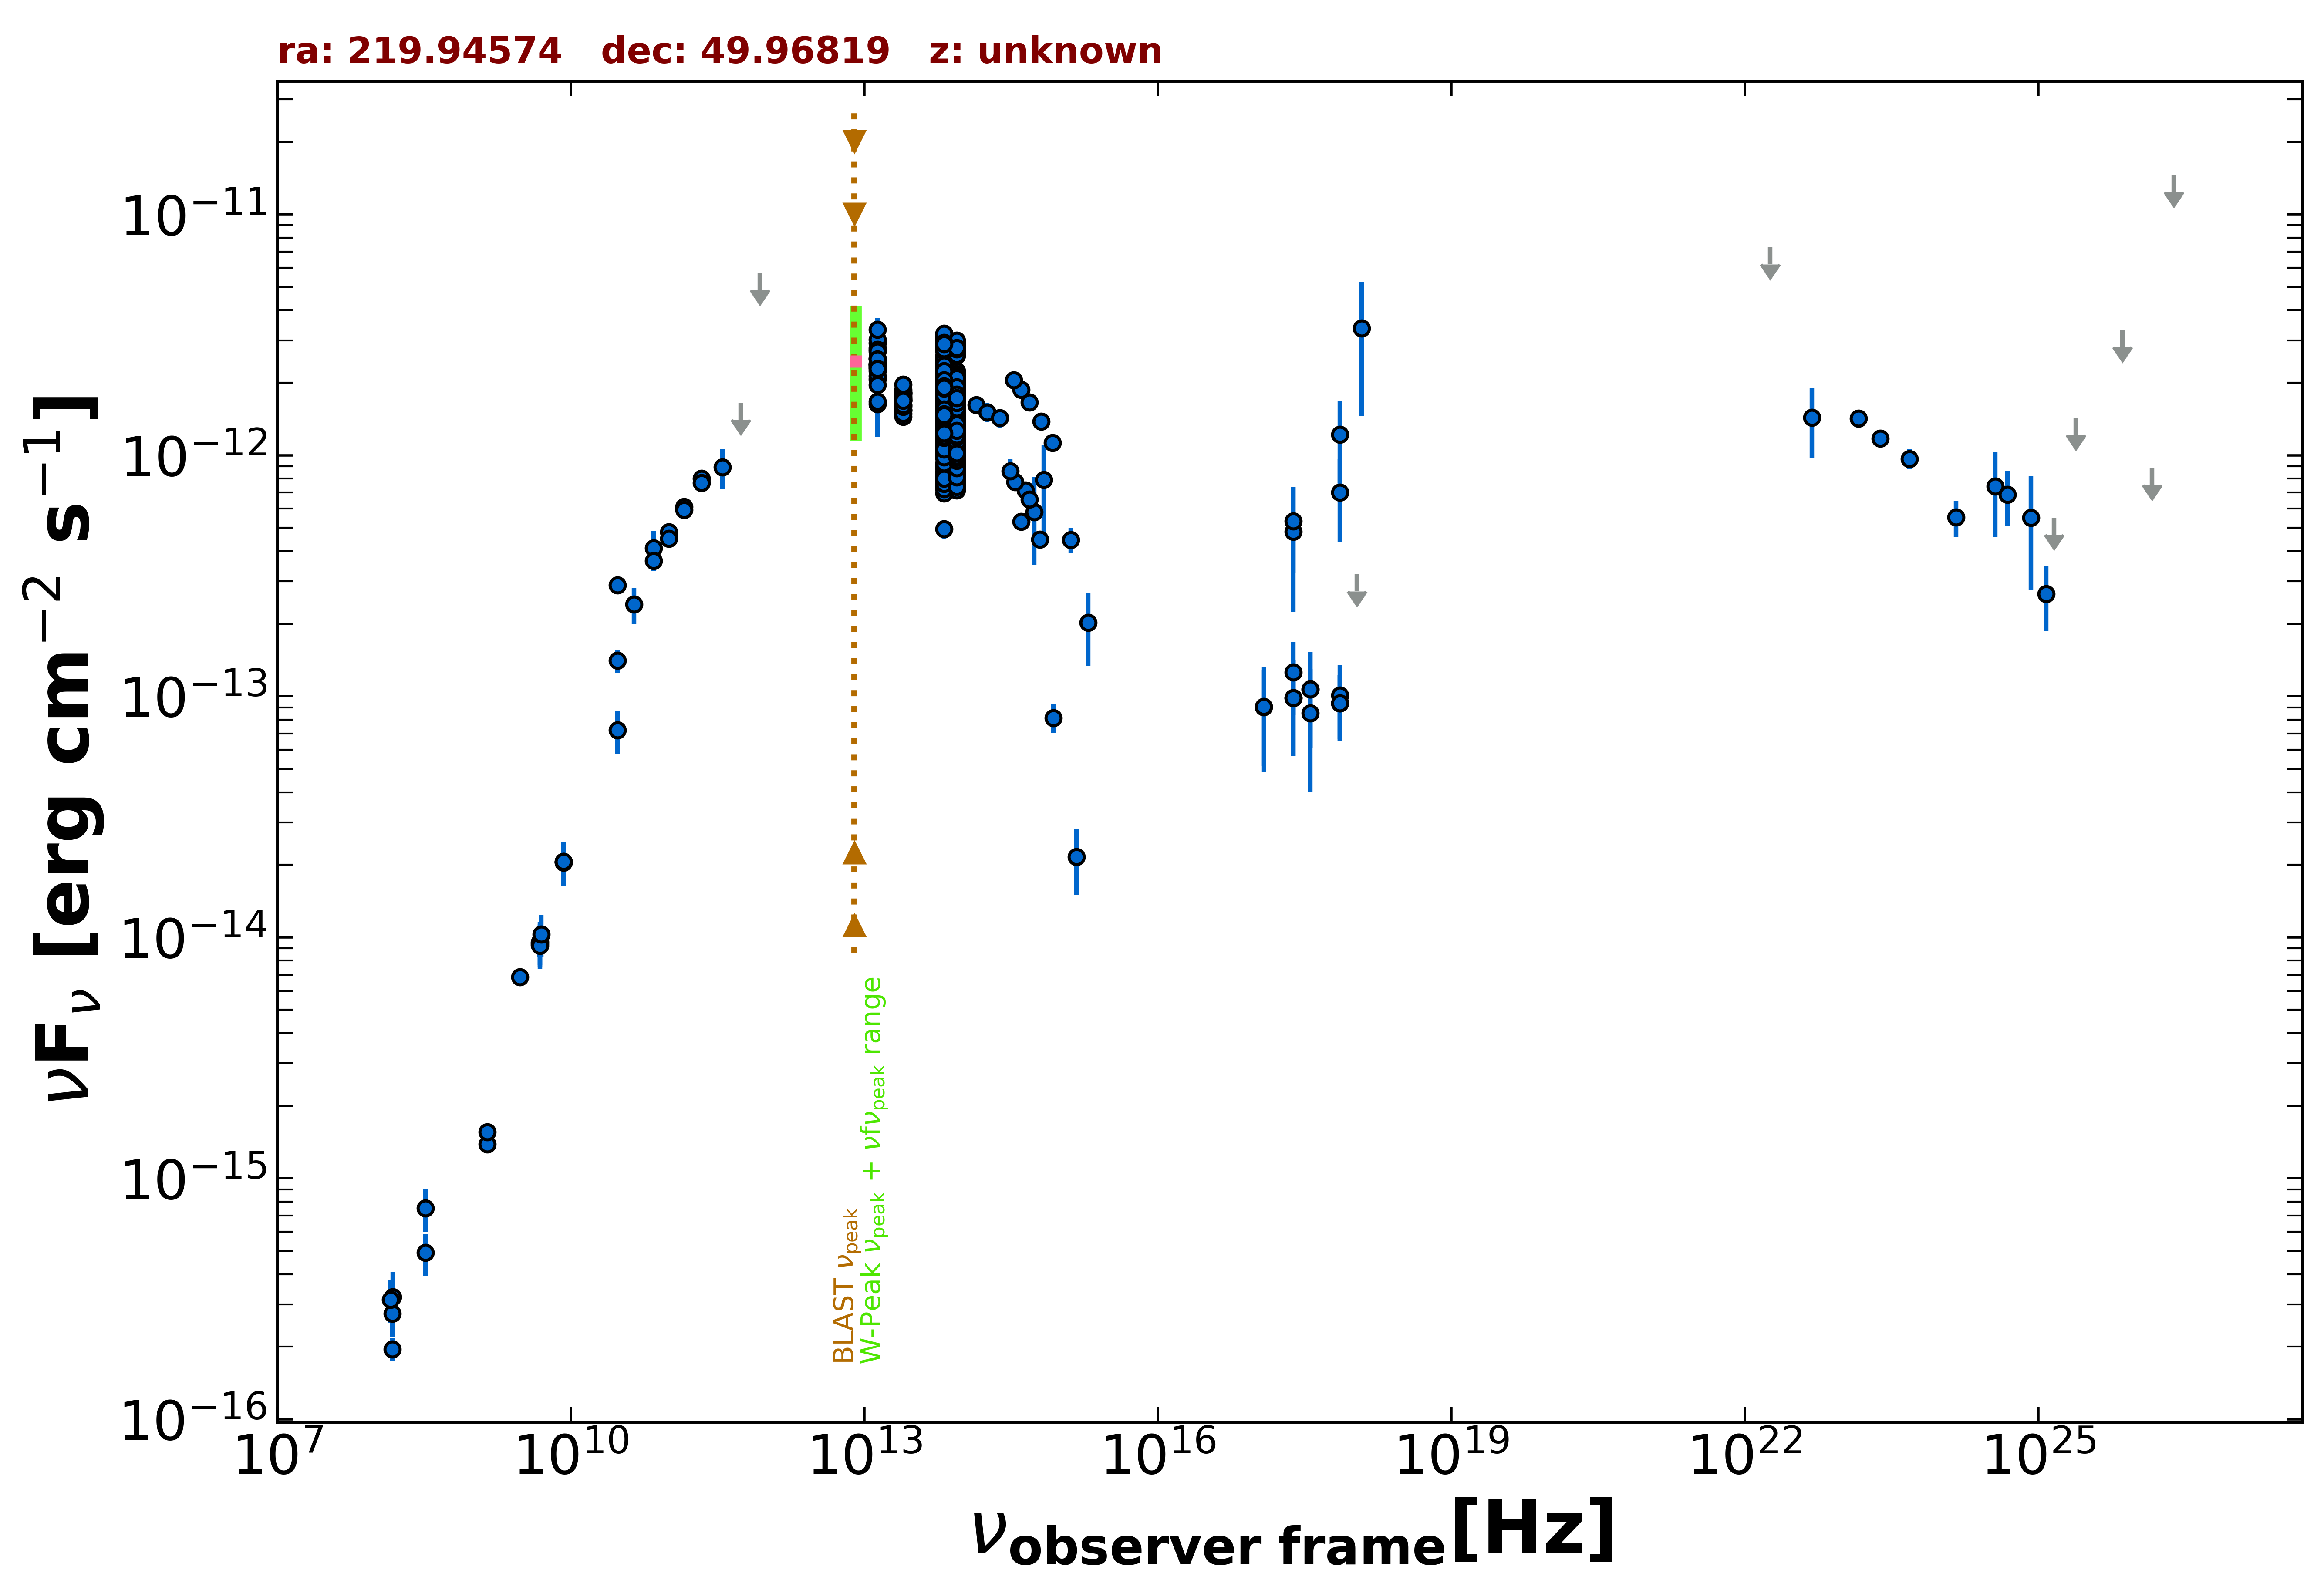 ra: 219.94574   dec: 49.96819   z: unknown
νFν [erg cm−2 s−1]
10−11
10−12
10−13
10−14
10−15
10−16
BLAST νpeak
W-Peak νpeak + νfνpeak range
107 1010 1013 1016 1019 1022 1025
νobserver frame[Hz]